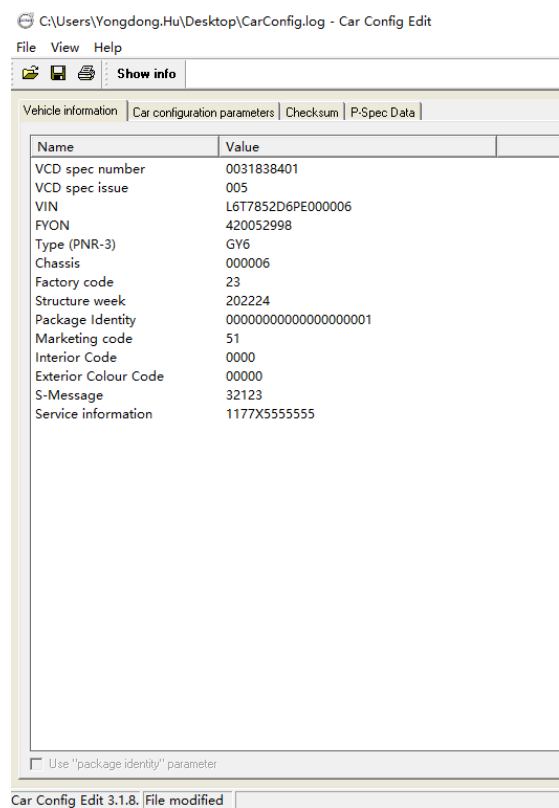 C:\Users\Yongdong.Hu\Desktop\CarConfig.log - Car Config Edit
File View Help
Show info
Vehicle information Car configuration parameters Checksum P-Spec Data
Name Value
VCD spec number 0031838401
VCD spec issue 005
VIN L6T7852D6PE000006
FYON 420052998
Type (PNR-3) GY6
Chassis 000006
Factory code 23
Structure week 202224
Package Identity 00000000000000000001
Marketing code 51
Interior Code 0000
Exterior Colour Code 00000
S-Message 32123
Service information 1177X5555555
Use "package identity" parameter
Car Config Edit 3.1.8. File modified